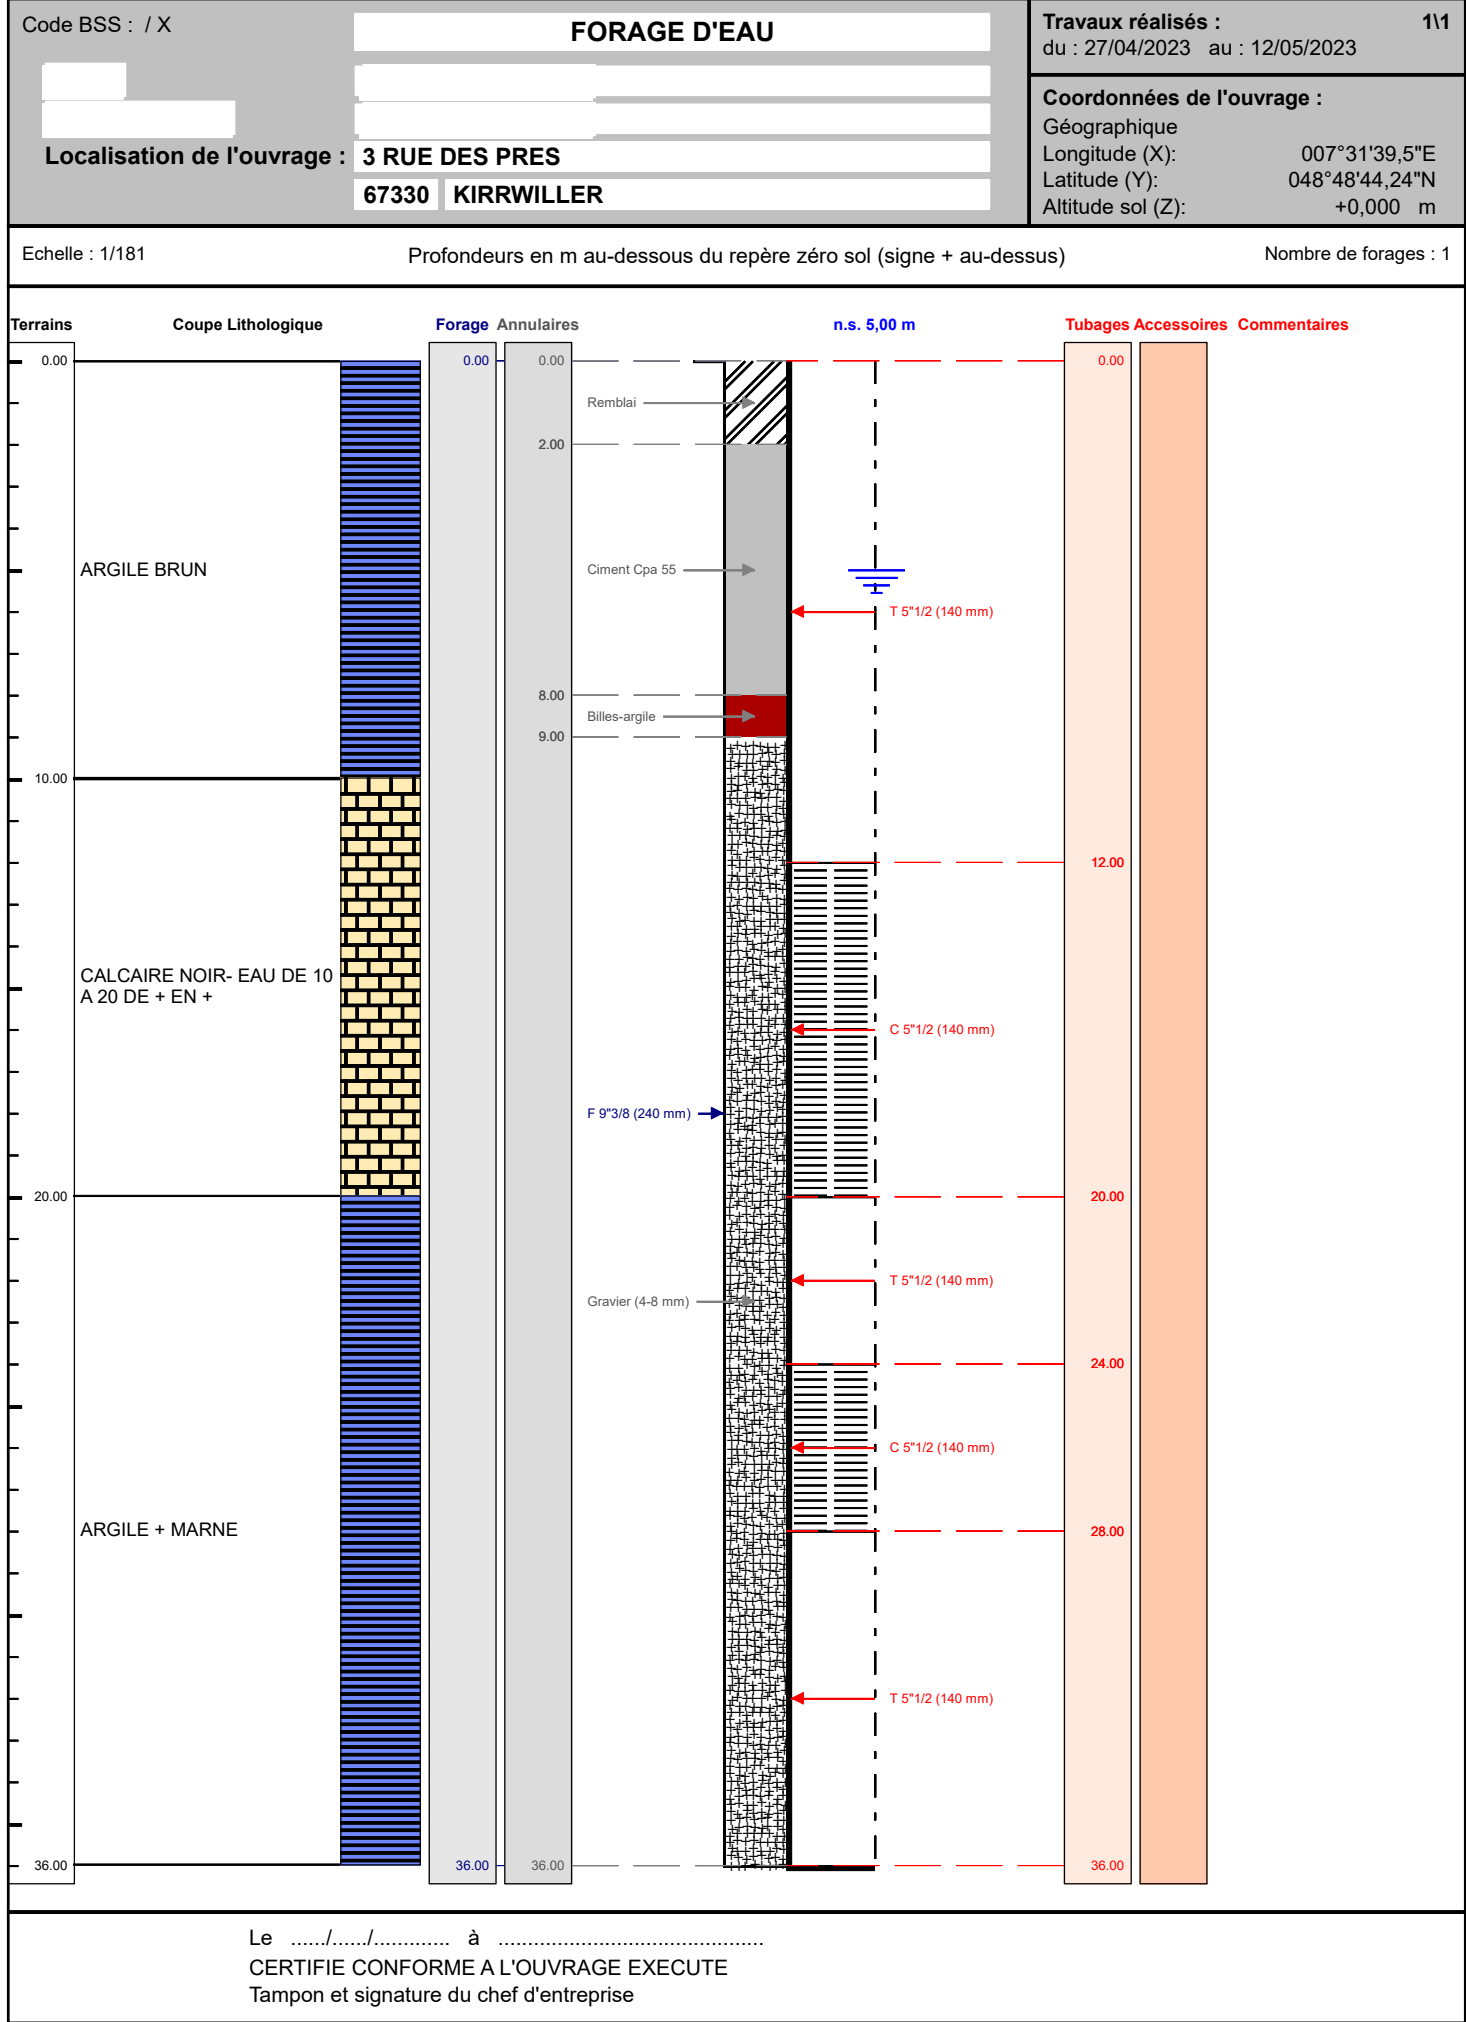 Code BSS : / X
FORAGE D'EAU
Travaux réalisés : 1\1
du : 27/04/2023 au : 12/05/2023
Coordonnées de l'ouvrage :
Géographique
Longitude (X): 007°31'39,5"E
Latitude (Y): 048°48'44,24"N
Altitude sol (Z): +0,000 m
Localisation de l'ouvrage : 3 RUE DES PRES
67330 KIRRWILLER
Echelle : 1/181 Profondeurs en m au-dessous du repère zéro sol (signe + au-dessus) Nombre de forages : 1
Terrains Coupe Lithologique Forage Annulaires n.s. 5,00 m Tubages Accessoires Commentaires
0.00 0.00 0.00 0.00
Remblai
2.00
ARGILE BRUN Ciment Cpa 55
T 5"1/2 (140 mm)
8.00
Billes-argile
9.00
10.00
12.00
CALCAIRE NOIR- EAU DE 10
A 20 DE + EN +
C 5"1/2 (140 mm)
F 9"3/8 (240 mm)
20.00 20.00
T 5"1/2 (140 mm)
Gravier (4-8 mm)
24.00
C 5"1/2 (140 mm)
ARGILE + MARNE 28.00
T 5"1/2 (140 mm)
36.00 36.00 36.00 36.00
Le ....../....../............. à .............................................
CERTIFIE CONFORME A L'OUVRAGE EXECUTE
Tampon et signature du chef d'entreprise